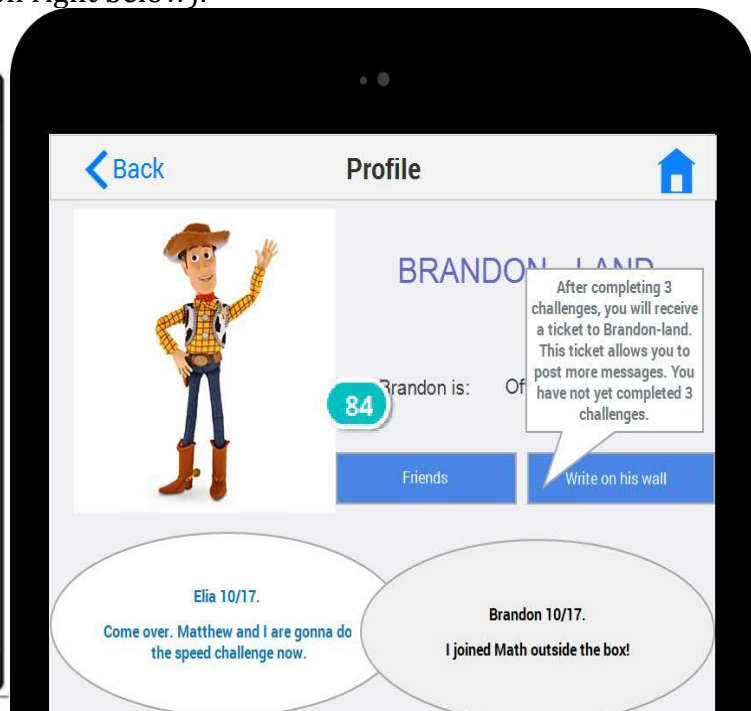 Back
Profile
BRANDON
After completing 3
challenges, you will receive
a ticket to Brandon-land.
This ticket allows you to
post more messages. You
have not yet completed 3
challenges.
Brandon is:
84
Friends
Write on his wall
Elia 10/17.
Come over. Matthew and I are gonna do
the speed challenge now.
Brandon 10/17.
I joined Math outside the box!